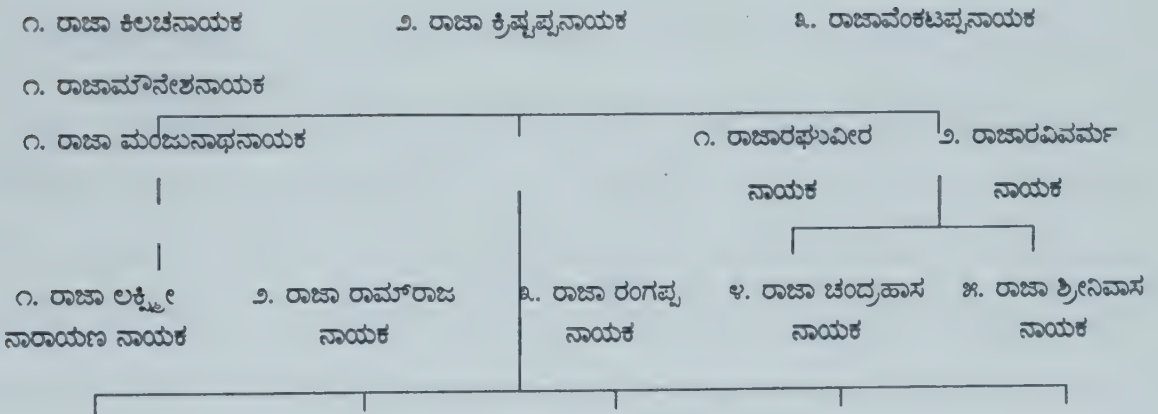 ೧. ರಾಜಾ ಕಿಲಚನಾಯಕ ೨. ರಾಜಾ ಕ್ರಿಷ್ಟಪ್ಪನಾಯಕ ೩. ರಾಜಾವೆಂಕಟಪ್ಪನಾಯಕ
೧. ರಾಜಾಮೌನೇಶನಾಯಕ
೧. ರಾಜಾ ಮಂಜುನಾಥನಾಯಕ ೧. ರಾಜಾರಘುವೀರ ೨. ರಾಜಾರವಿವರ್ಮ
ನಾಯಕ ನಾಯಕ
೧. ರಾಜಾ ಲಕ್ಷ್ಮೀ ೨. ರಾಜಾ ರಾಮ್‌ರಾಜ ೩. ರಾಜಾ ರಂಗಪ್ಪ ೪. ರಾಜಾ ಚಂದ್ರಹಾಸ ೫. ರಾಜಾ ಶ್ರೀನಿವಾಸ
ನಾರಾಯಣ ನಾಯಕ ನಾಯಕ ನಾಯಕ ನಾಯಕ ನಾಯಕ